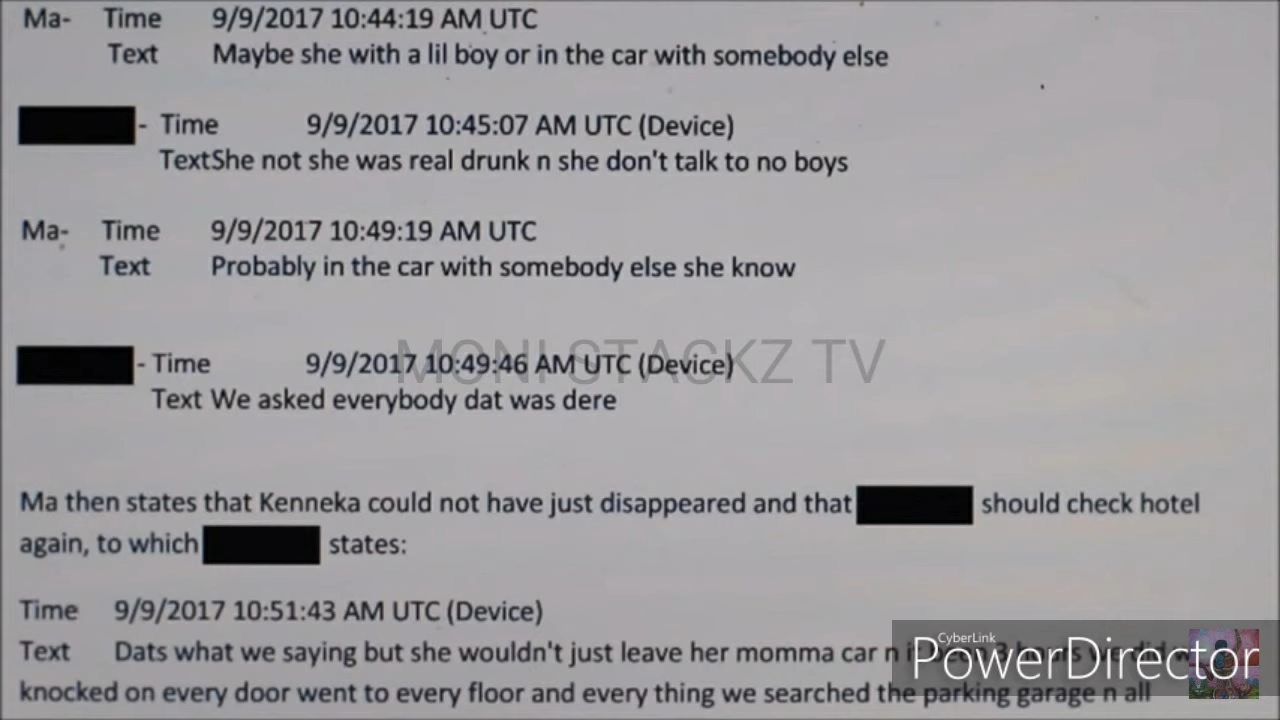 Ma- Time 9/9/2017 10:44:19 AM UTC
Text Maybe she with a lil boy or in the car with somebody else
- Time 9/9/2017 10:45:07 AM UTC (Device)
TextShe not she was real drunk n she don't talk to no boys
Ma- Time 9/9/2017 10:49:19 AM UTC
Text Probably in the car with somebody else she know
MONI STACKZ TV
- Time 9/9/2017 10:49:46 AM UTC (Device)
Text We asked everybody dat was dere
Ma then states that Kenneka could not have just disappeared and that should check hotel
again, to which states:
Time 9/9/2017 10:51:43 AM UTC (Device)
Text Dats what we saying but she wouldn't just leave her momma car n
CyberLink
PowerDirector
knocked on every door went to every floor and every thing we searched the parking garage n all